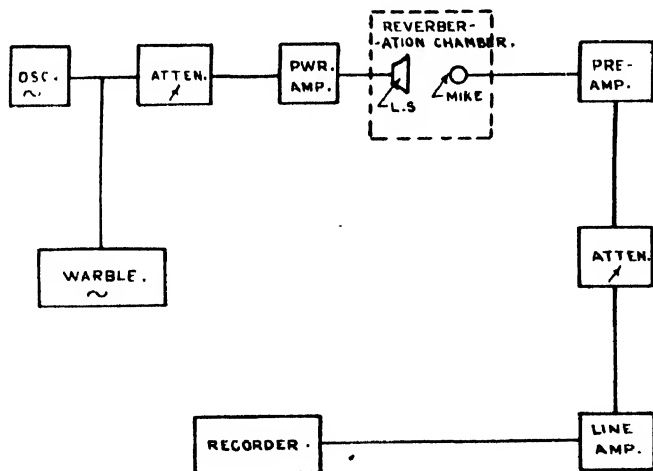 REVERBER-
-ATION CHAMBER.
OSC.
~
ATTEN.
PWR.
AMP.
L.S
MIKE
PRE-
AMP.
WARBLE.
~
ATTEN.
RECORDER.
LINE
AMP.